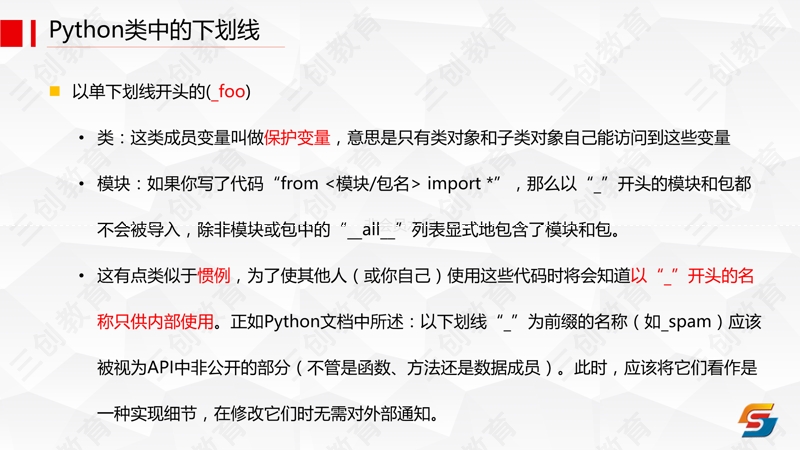 Python类中的下划线
以单下划线开头的(_foo)
• 类：这类成员变量叫做保护变量，意思是只有类对象和子类对象自己能访问到这些变量
• 模块：如果你写了代码“from <模块/包名> import *”，那么以“_”开头的模块和包都
不会被导入，除非模块或包中的“__ail__”列表显式地包含了模块和包。
• 这有点类似于惯例，为了使其他人（或你自己）使用这些代码时将会知道以“_”开头的名
称只供内部使用。正如Python文档中所述：以下划线“_”为前缀的名称（如_spam）应该
被视为API中非公开的部分（不管是函数、方法还是数据成员）。此时，应该将它们看作是
一种实现细节，在修改它们时无需对外部通知。
三创教育